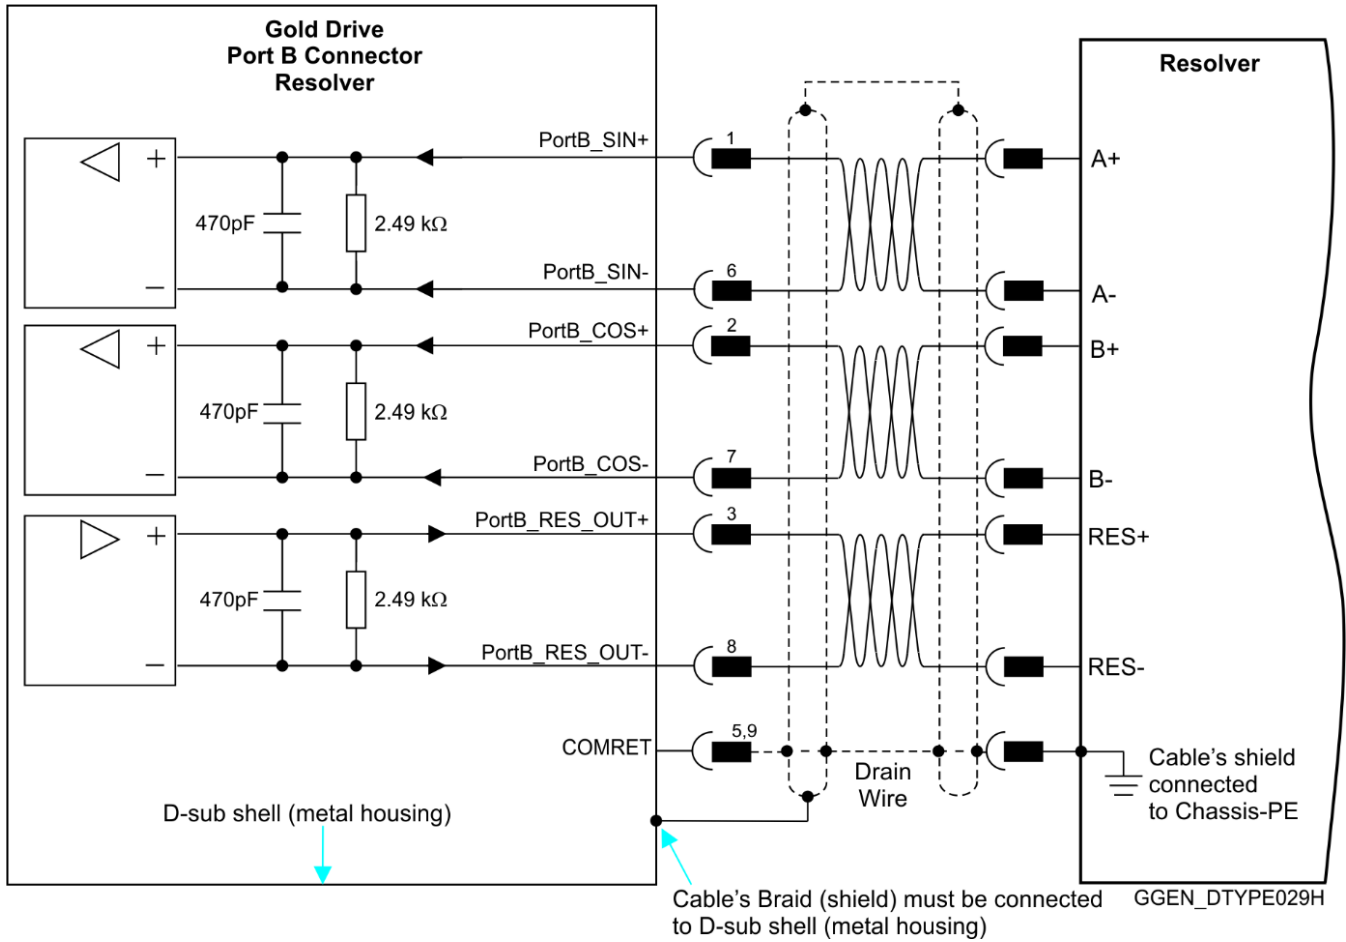 Gold Drive
Port B Connector
Resolver
Resolver
PortB_SIN+
1
A+
+
470pF
2.49 kΩ
PortB_SIN-
6
A-
−
PortB_COS+
2
B+
+
470pF
2.49 kΩ
PortB_COS-
7
B-
−
PortB_RES_OUT+
3
RES+
+
470pF
2.49 kΩ
PortB_RES_OUT-
8
RES-
−
COMRET
5,9
Drain
Wire
Cable's shield
connected
to Chassis-PE
D-sub shell (metal housing)
Cable's Braid (shield) must be connected
to D-sub shell (metal housing)
GGEN_DTYPE029H